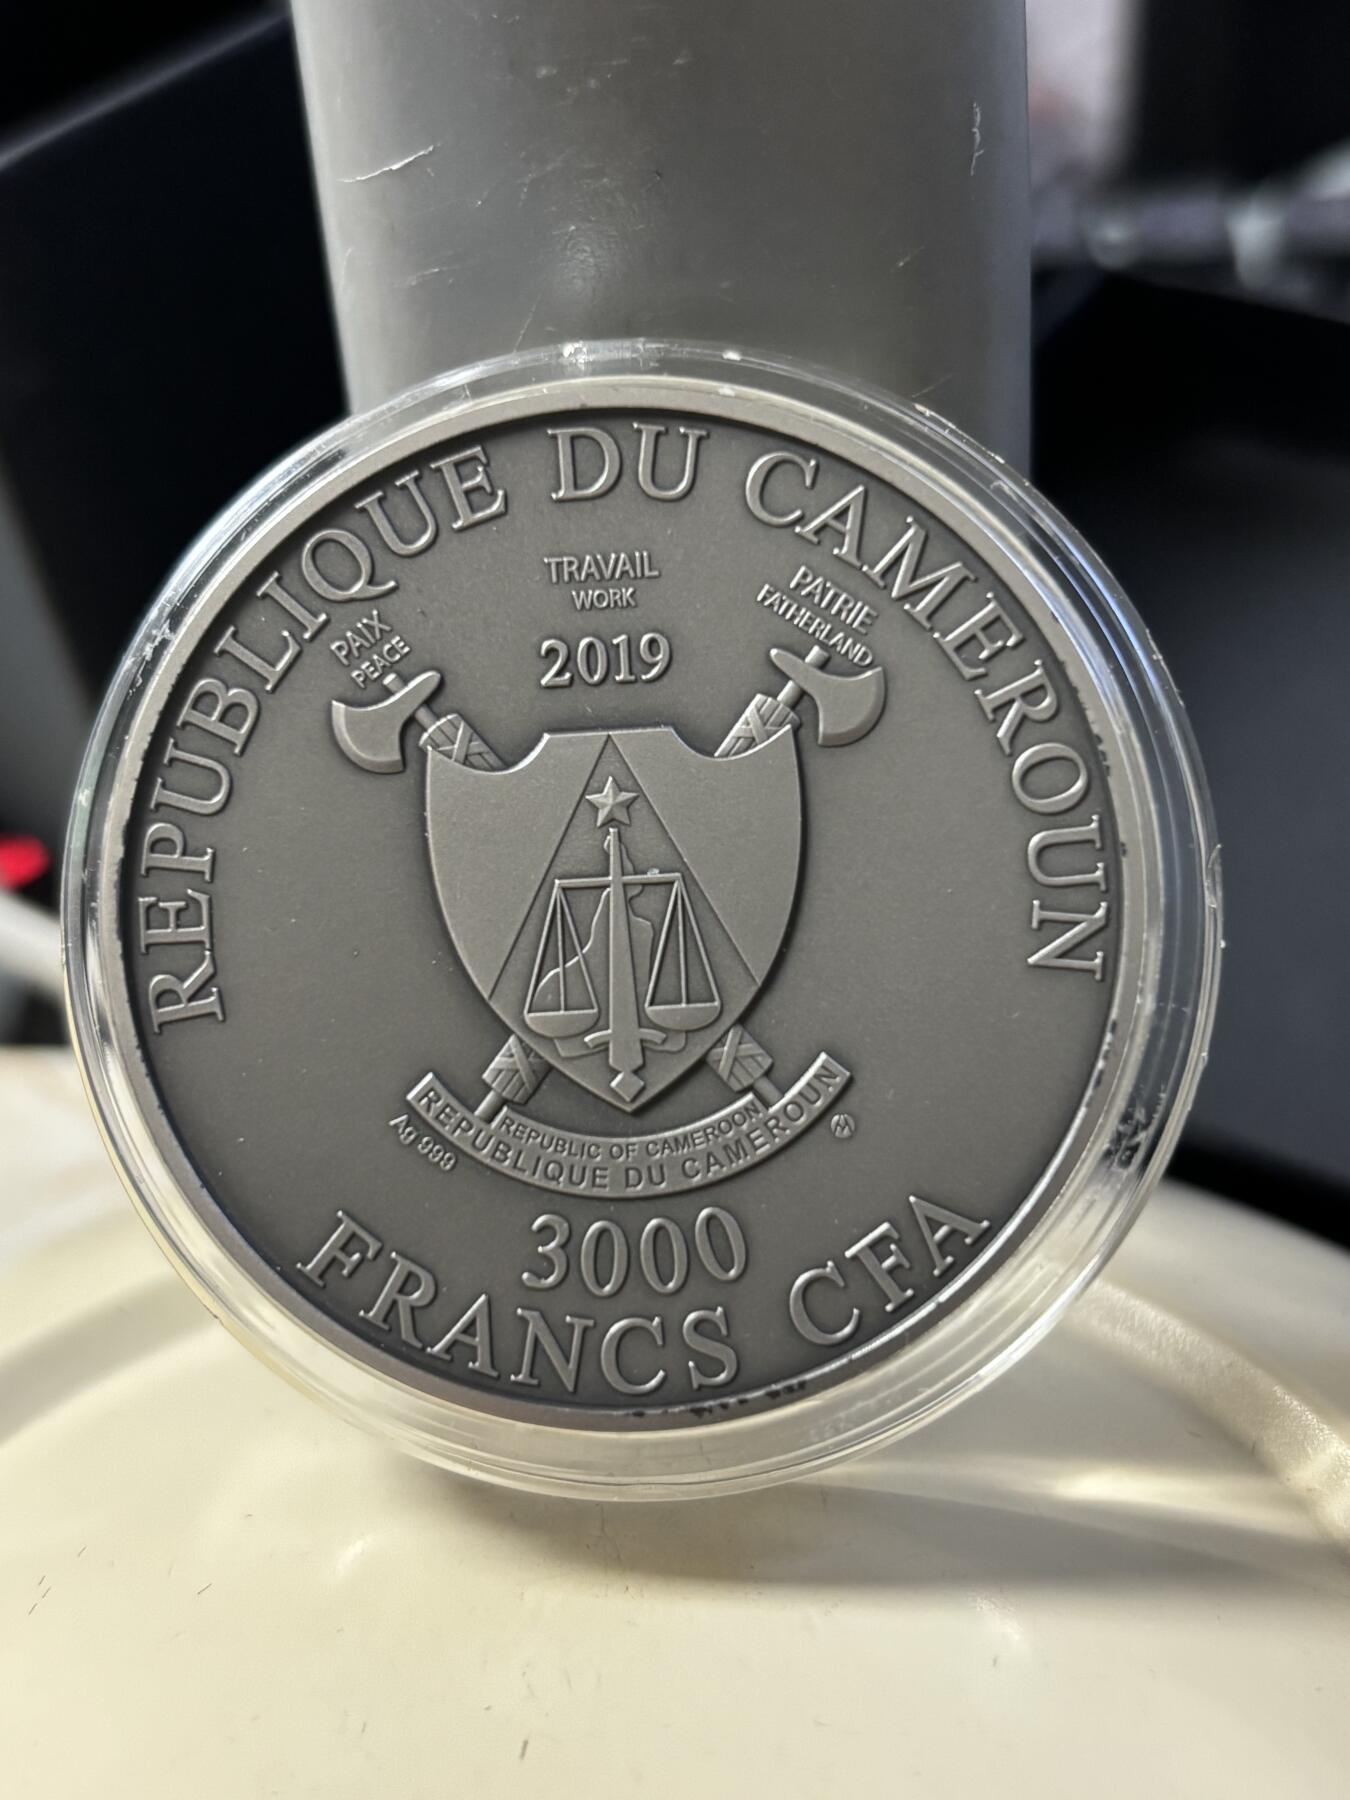 REPUBLIQUE DU CAMEROUN
TRAVAIL
WORK
PAIX
PEACE
PATRIE
FATHERLAND
2019
REPUBLIC OF CAMEROON
REPUBLIQUE DU CAMEROUN
Ag 999
3000
FRANCS CFA